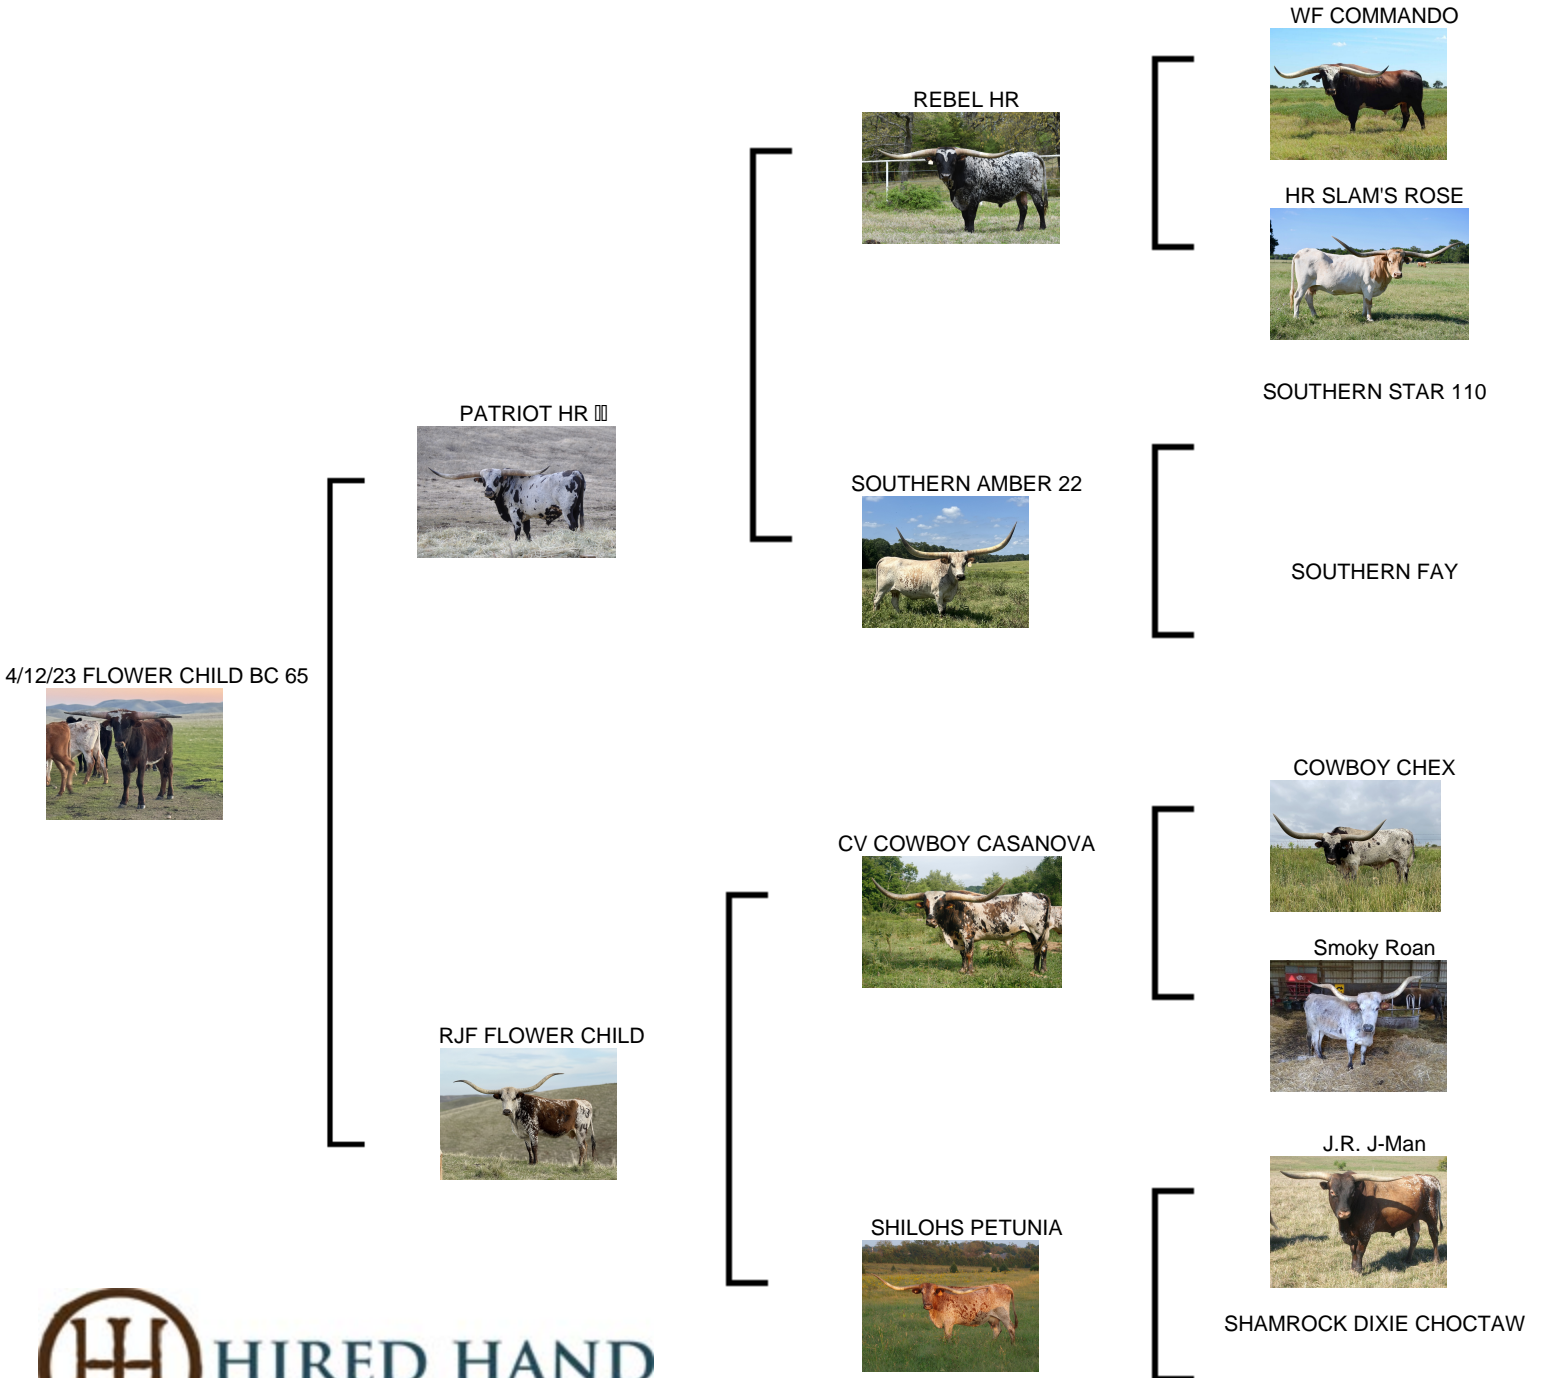 WF COMMANDO
REBEL HR
HR SLAM'S ROSE
SOUTHERN STAR 110
PATRIOT HR
SOUTHERN AMBER 22
SOUTHERN FAY
4/12/23 FLOWER CHILD BC 65
COWBOY CHEX
CV COWBOY CASANOVA
Smoky Roan
RJF FLOWER CHILD
J.R. J-Man
SHILOHS PETUNIA
SHAMROCK DIXIE CHOCTAW
HIRED HAND